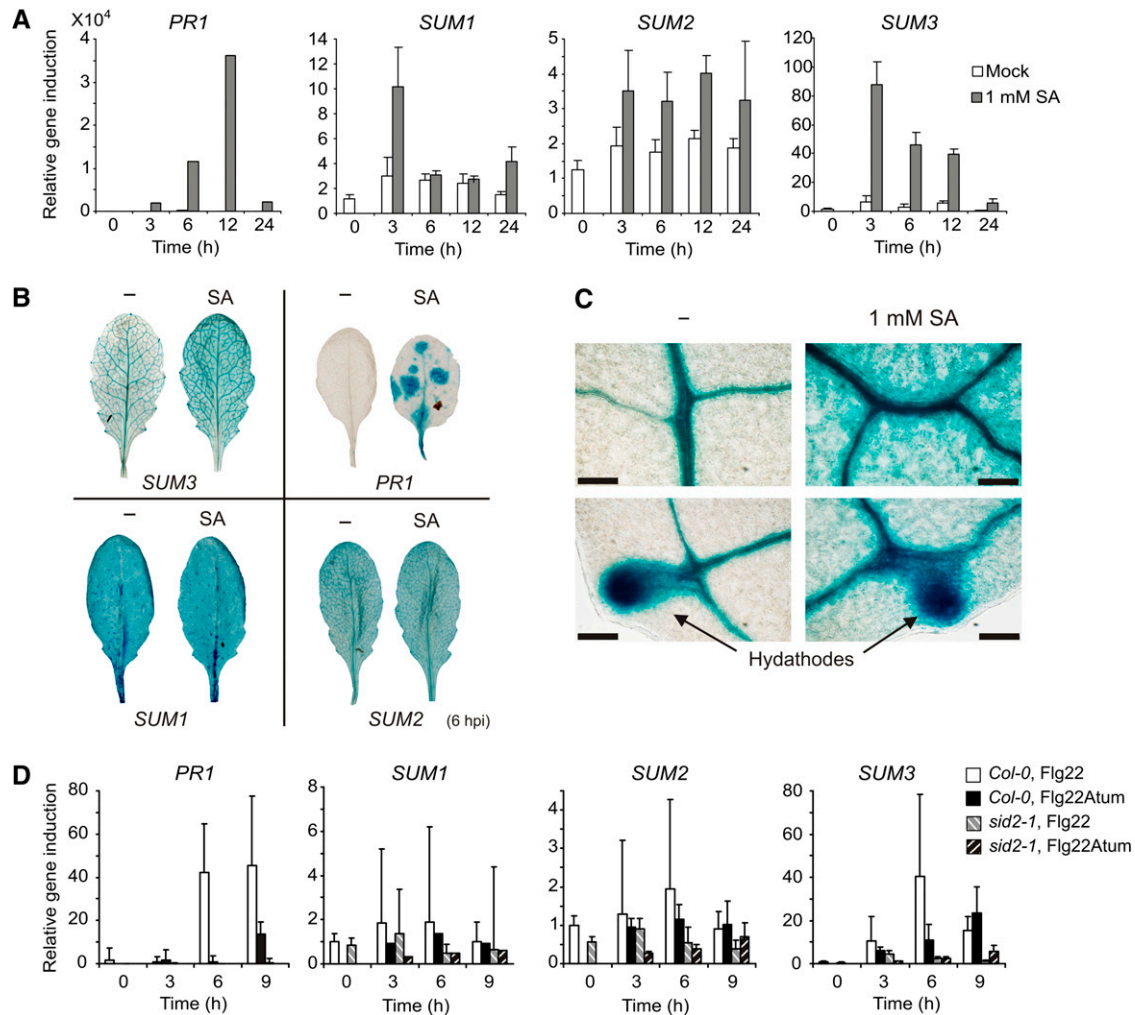 A
X10⁴
PR1
SUM1
SUM2
SUM3
Relative gene induction
4
3
2
1
0
14
12
10
8
6
4
2
0
5
4
3
2
1
0
120
100
80
60
40
20
0
Mock
1 mM SA
0 3 6 12 24
0 3 6 12 24
0 3 6 12 24
0 3 6 12 24
Time (h)
Time (h)
Time (h)
Time (h)
B
– SA
– SA
SUM3
PR1
– SA
– SA
SUM1
SUM2 (6 hpi)
C
– 1 mM SA
Hydathodes
D
PR1
SUM1
SUM2
SUM3
Relative gene induction
80
60
40
20
0
8
6
4
2
0
5
4
3
2
1
0
80
60
40
20
0
Col-0, Flg22
Col-0, Flg22Atum
sid2-1, Flg22
sid2-1, Flg22Atum
0 3 6 9
0 3 6 9
0 3 6 9
0 3 6 9
Time (h)
Time (h)
Time (h)
Time (h)